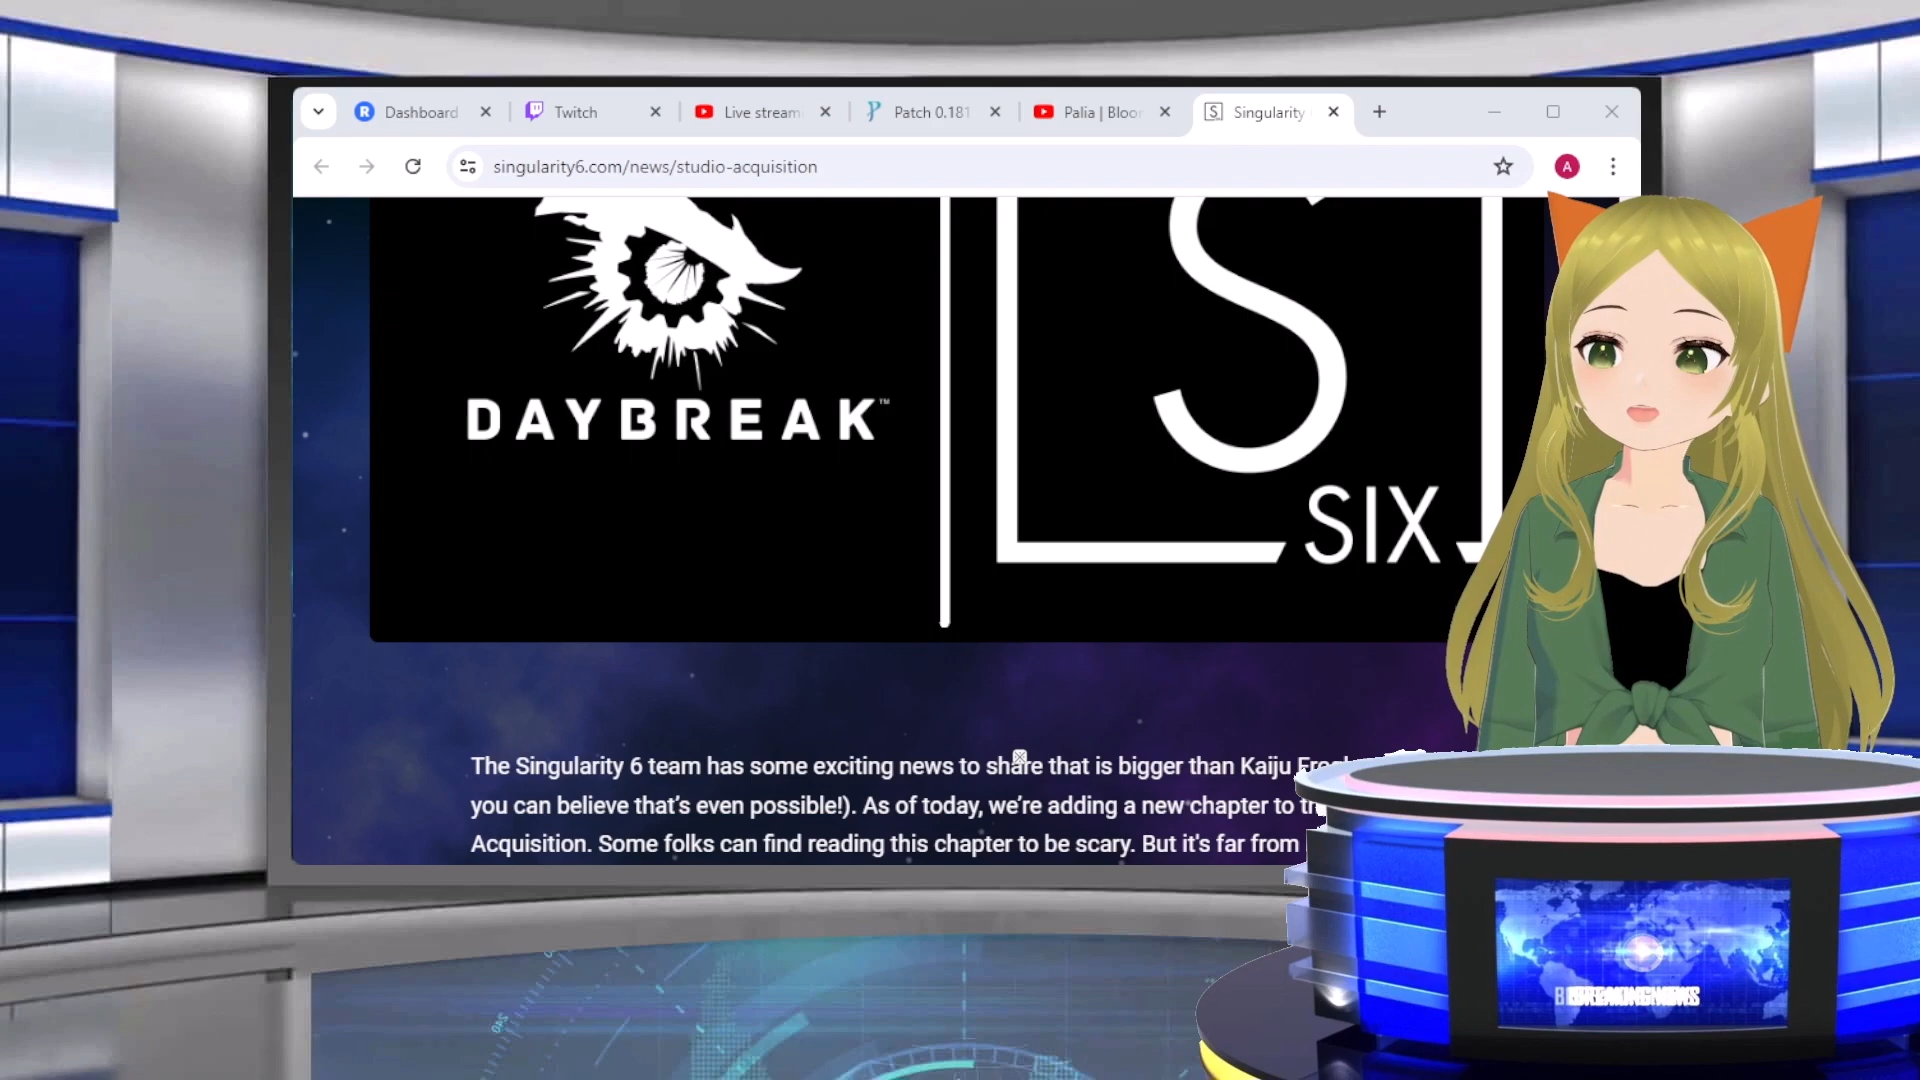 Dashboard
Twitch
Live stream
Patch 0.181
Palia | Bloor
Singularity
singularity6.com/news/studio-acquisition
A
DAYBREAK™
S
SIX
The Singularity 6 team has some exciting news to share that is bigger than Kaiju
you can believe that's even possible!). As of today, we're adding a new chapter to
Acquisition. Some folks can find reading this chapter to be scary. But it's far from